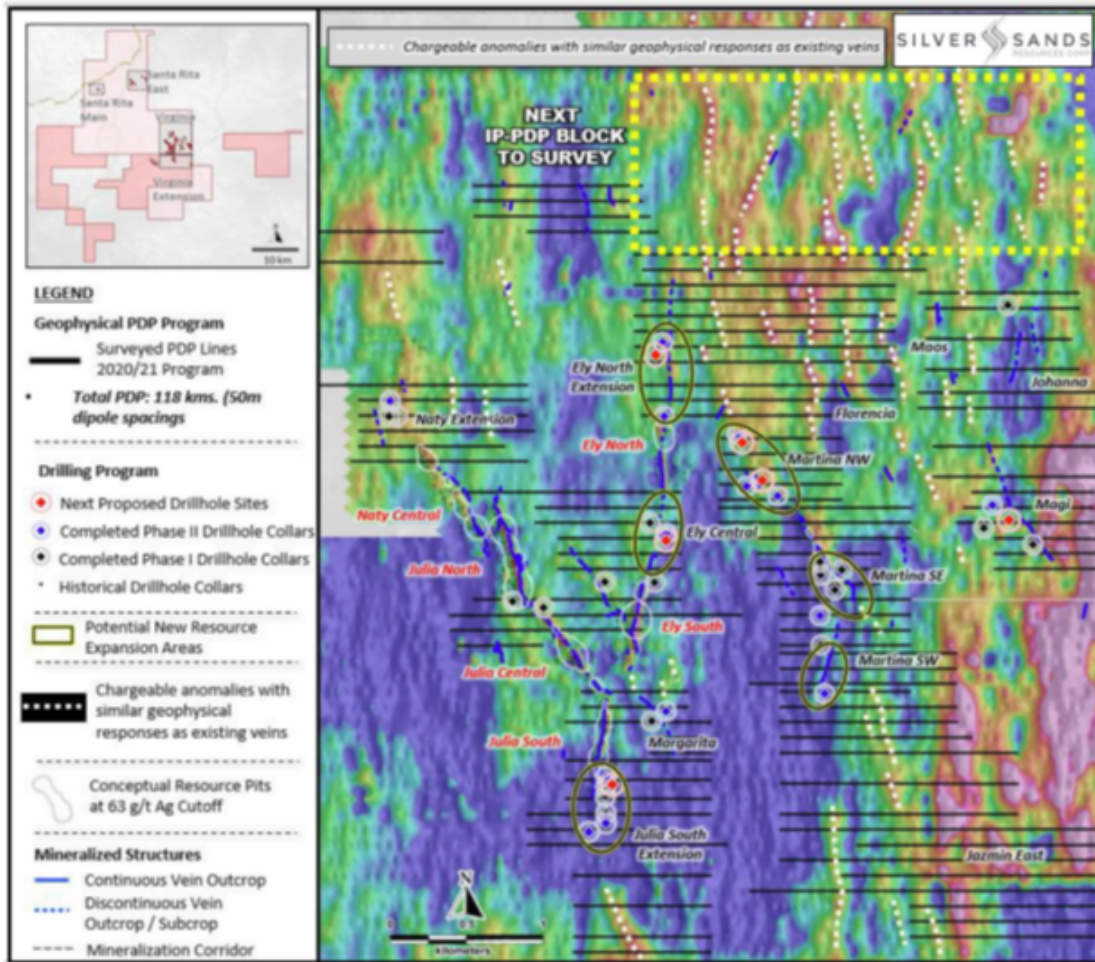 Santa Rita
East
Santa Rita
Main
Virginia
Virginia
Extension
10 km
LEGEND
Geophysical PDP Program
Surveyed PDP Lines
2020/21 Program
• Total PDP: 118 kms. (50m
dipole spacings
Drilling Program
Next Proposed Drillhole Sites
Completed Phase II Drillhole Collars
Completed Phase I Drillhole Collars
Historical Drillhole Collars
Potential New Resource
Expansion Areas
Chargeable anomalies with
similar geophysical
responses as existing veins
Conceptual Resource Pits
at 63 g/t Ag Cutoff
Mineralized Structures
Continuous Vein Outcrop
Discontinuous Vein
Outcrop / Subcrop
Mineralization Corridor
Chargeable anomalies with similar geophysical responses as existing veins
SILVER SANDS
RESOURCES CORP
NEXT
IP-PDP BLOCK
TO SURVEY
Maos
Johanna
Ely North
Extension
Florencia
Naty Extension
Ely North
Martina NW
Naty Central
Magi
Ely Central
Julia North
Martina SE
Ely South
Julia Central
Martina SW
Julia South
Margarita
Julia South
Extension
Jazmin East
N
0 0.5 1
kilometers